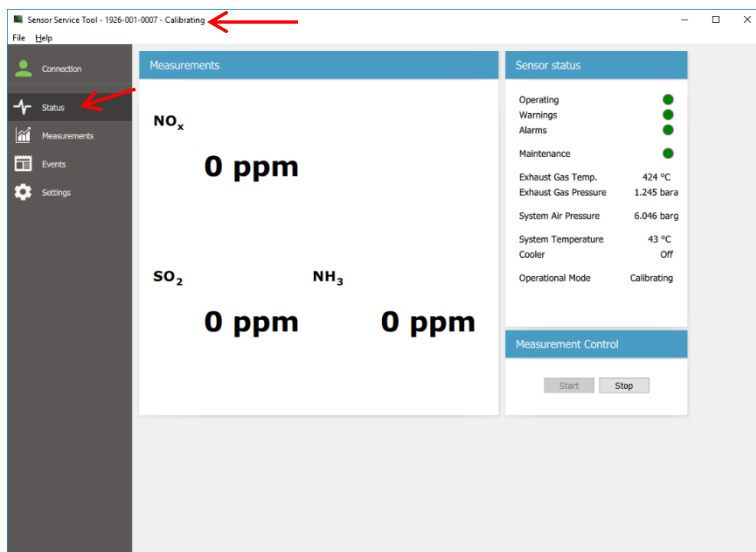 Sensor Service Tool - 1926-001-0007 - Calibrating
File Help
Connection
Status
Measurements
Events
Settings
Measurements
NOx
0 ppm
SO2
0 ppm
NH3
0 ppm
Sensor status
Operating
Warnings
Alarms
Maintenance
Exhaust Gas Temp. 424 °C
Exhaust Gas Pressure 1.245 bara
System Air Pressure 6.046 barg
System Temperature 43 °C
Cooler Off
Operational Mode Calibrating
Measurement Control
Start Stop